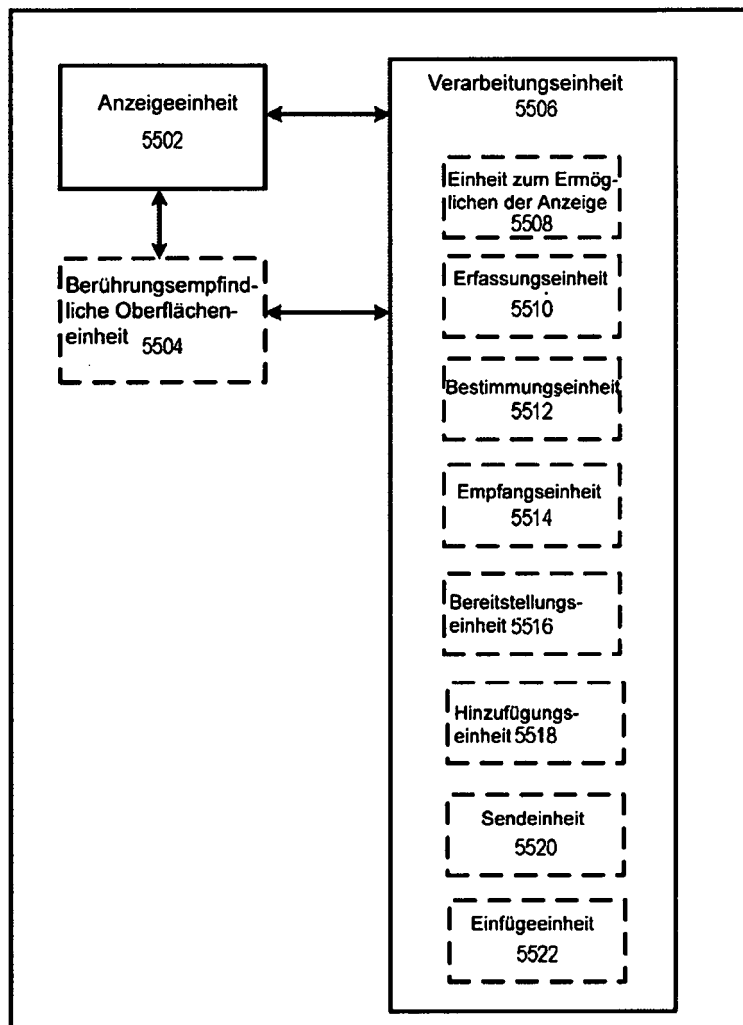 Anzeigeeinheit
5502
Berührungsempfind-
liche Oberflächen-
einheit
5504
Verarbeitungseinheit
5506
Einheit zum Ermög-
lichen der Anzeige
5508
Erfassungseinheit
5510
Bestimmungseinheit
5512
Empfangseinheit
5514
Bereitstellungs-
einheit 5516
Hinzufügungs-
einheit 5518
Sendeinheit
5520
Einfügeeinheit
5522